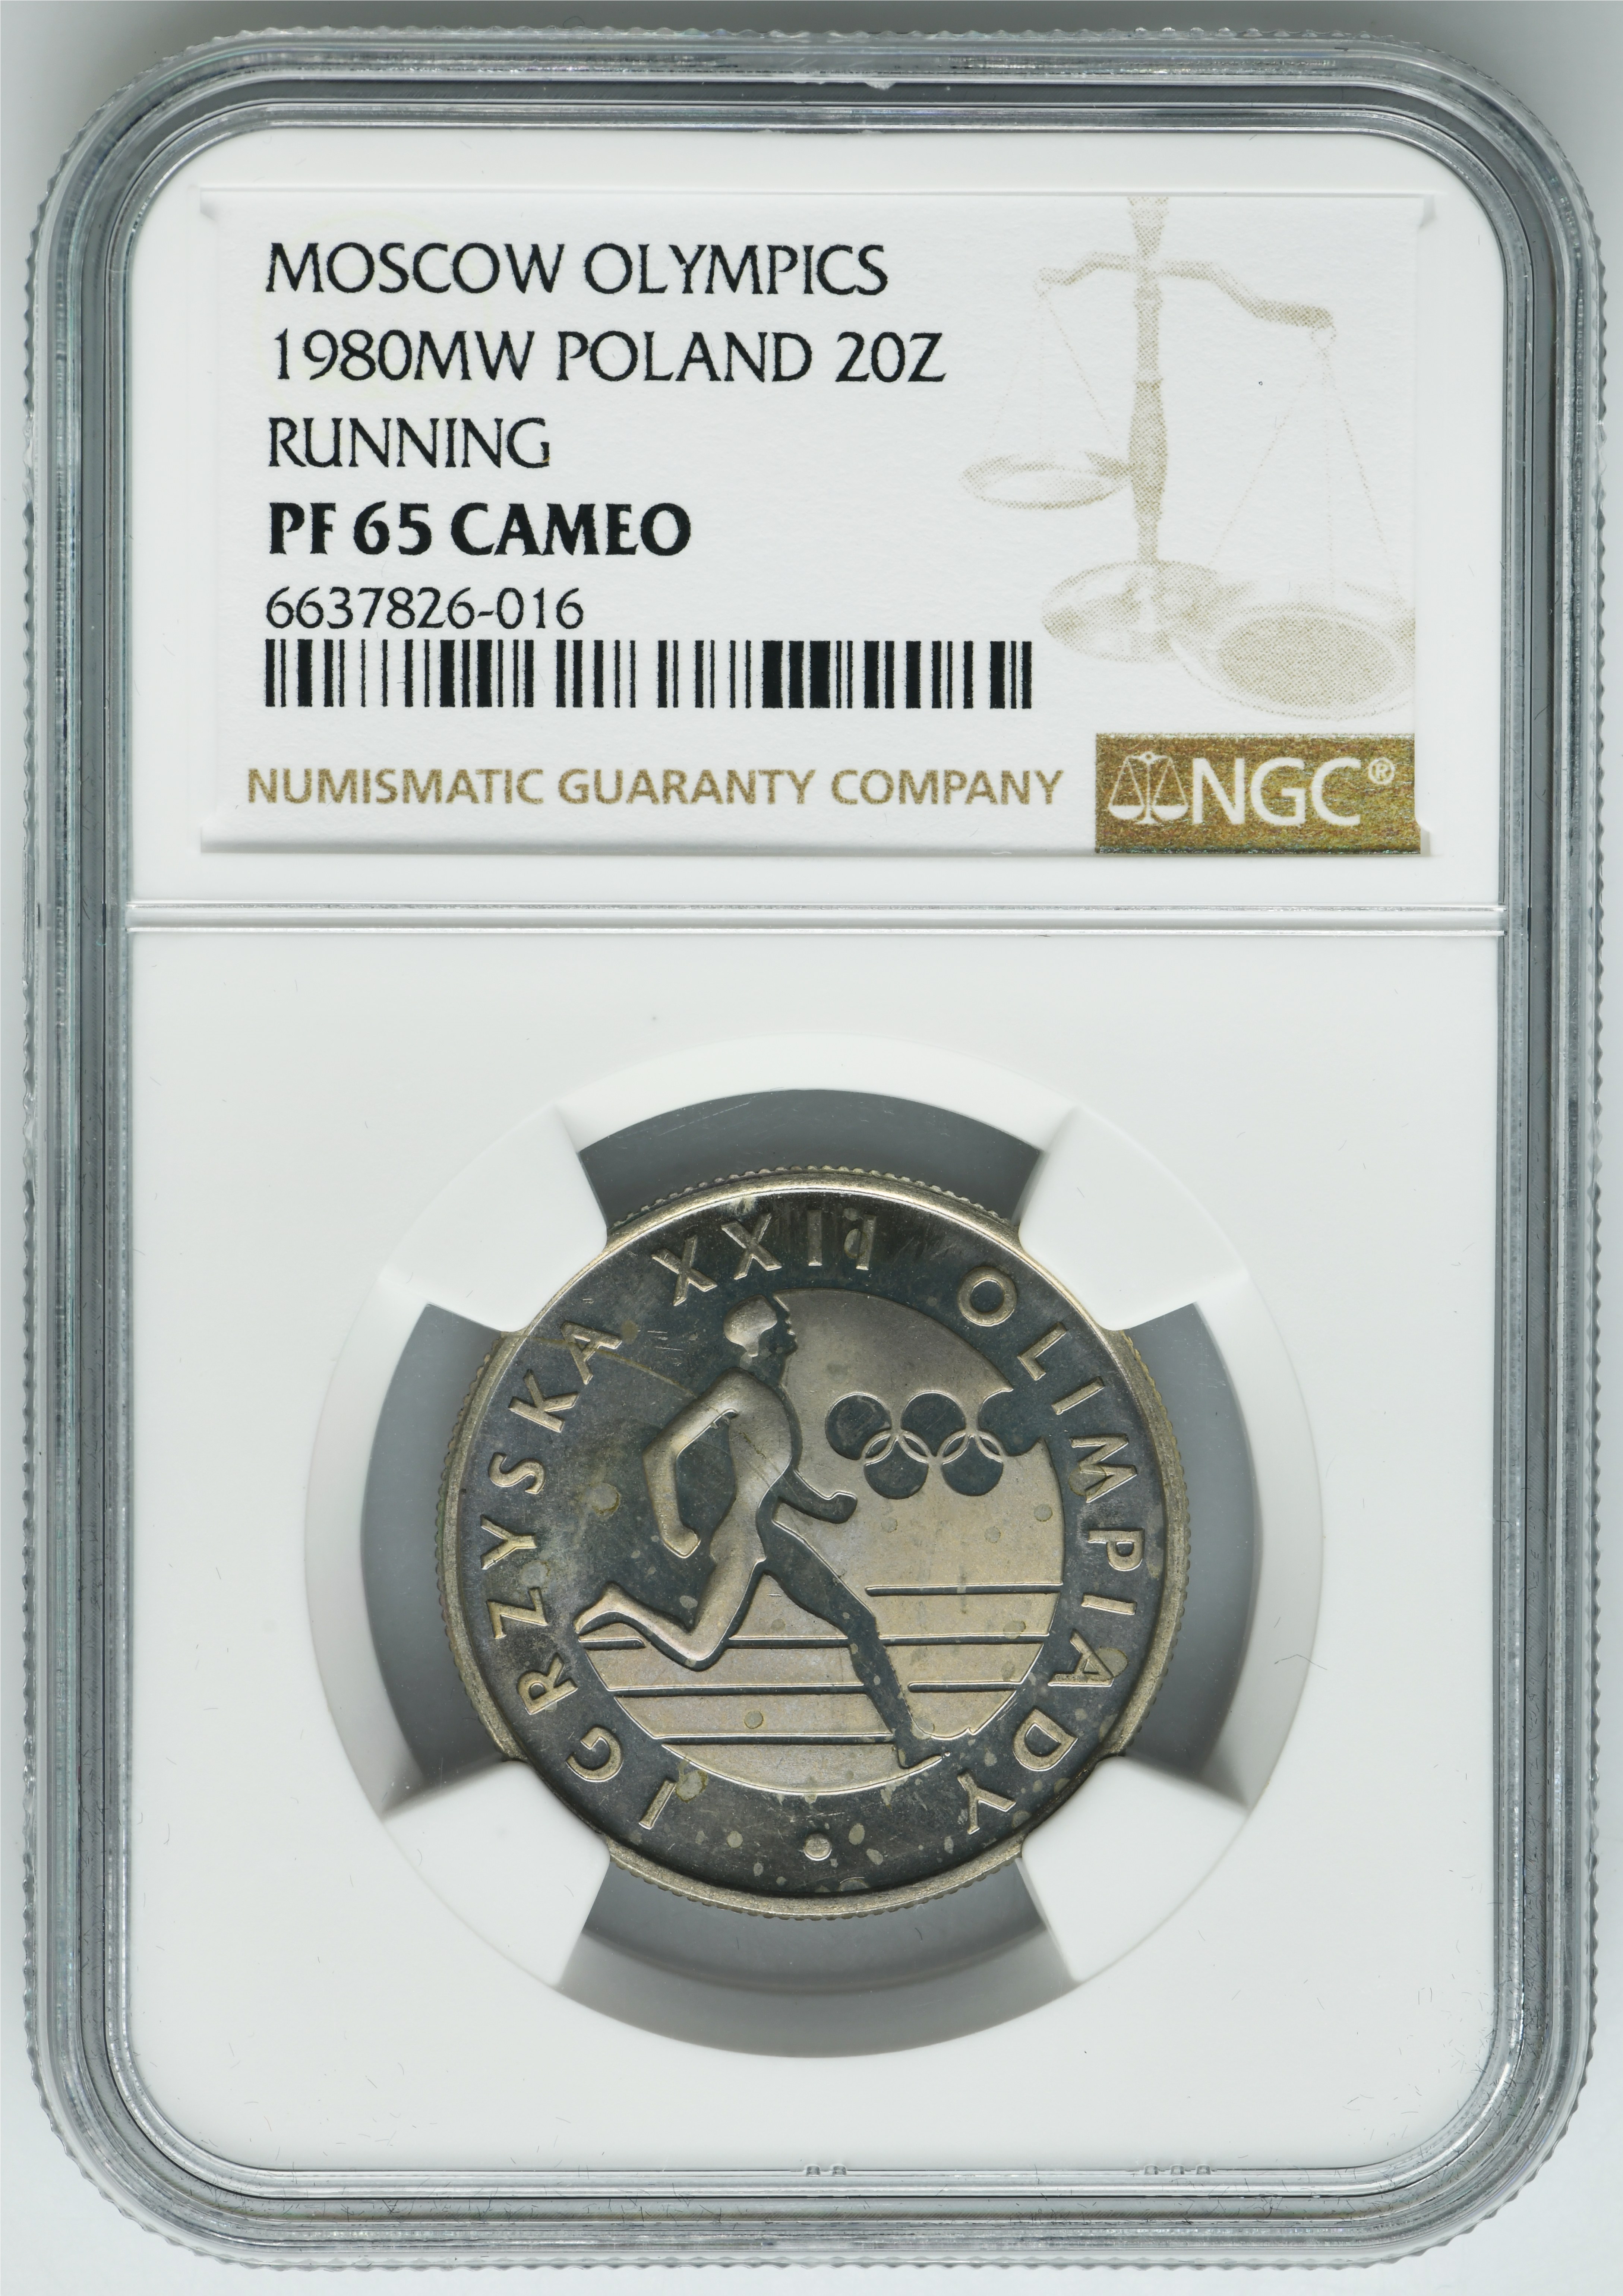 MOSCOW OLYMPICS
1980MW POLAND 20Z
RUNNING
PF 65 CAMEO
6637826-016
NUMISMATIC GUARANTY COMPANY
NGC®
IGRZYSKA XXII OLIMPIADY